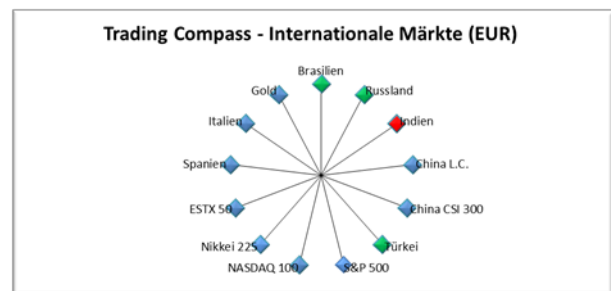 Trading Compass - Internationale Märkte (EUR)
Brasilien
Gold
Russland
Italien
Indien
Spanien
China L.C.
ESTX 50
China CSI 300
Nikkei 225
Türkei
NASDAQ 100
S&P 500